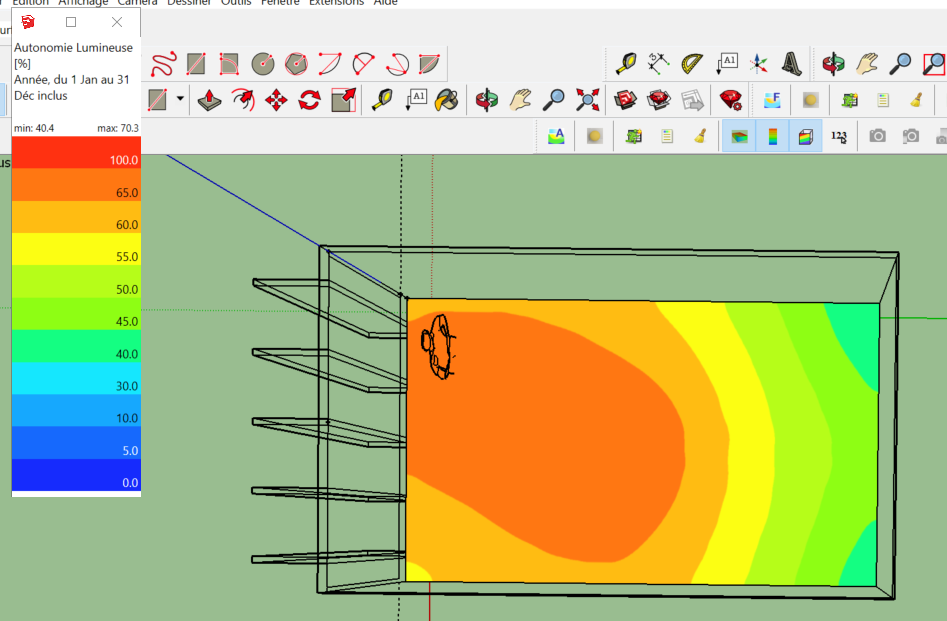 Edition Affichage Caméra Dessiner Outils Fenêtre Extensions Aide
Autonomie Lumineuse
[%]
Année, du 1 Jan au 31
Déc inclus
min: 40.4 max: 70.3
100.0
65.0
60.0
55.0
50.0
45.0
40.0
30.0
10.0
5.0
0.0
A1
A1
F
A
123